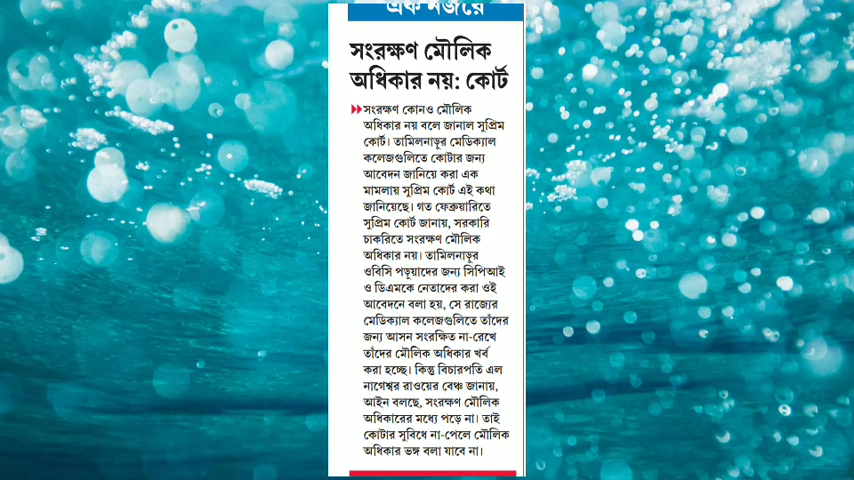 এক নজরে
সংরক্ষণ মৌলিক
অধিকার নয়: কোর্ট
সংরক্ষণ কোনও মৌলিক
অধিকার নয় বলে জানাল সুপ্রিম
কোর্ট। তামিলনাড়ুর মেডিক্যাল
কলেজগুলিতে কোটার জন্য
আবেদন জানিয়ে করা এক
মামলায় সুপ্রিম কোর্ট এই কথা
জানিয়েছে। গত ফেব্রুয়ারিতে
সুপ্রিম কোর্ট জানায়, সরকারি
চাকরিতে সংরক্ষণ মৌলিক
অধিকার নয়। তামিলনাড়ুর
ওবিসি পড়ুয়াদের জন্য সিপিআই
ও ডিএমকে নেতাদের করা ওই
আবেদনে বলা হয়, সে রাজ্যের
মেডিক্যাল কলেজগুলিতে তাঁদের
জন্য আসন সংরক্ষিত না-রেখে
তাঁদের মৌলিক অধিকার খর্ব
করা হচ্ছে। কিন্তু বিচারপতি এল
নাগেশ্বর রাওয়ের বেঞ্চ জানায়,
আইন বলছে, সংরক্ষণ মৌলিক
অধিকারের মধ্যে পড়ে না। তাই
কোটার সুবিধে না-পেলে মৌলিক
অধিকার ভঙ্গ বলা যাবে না।